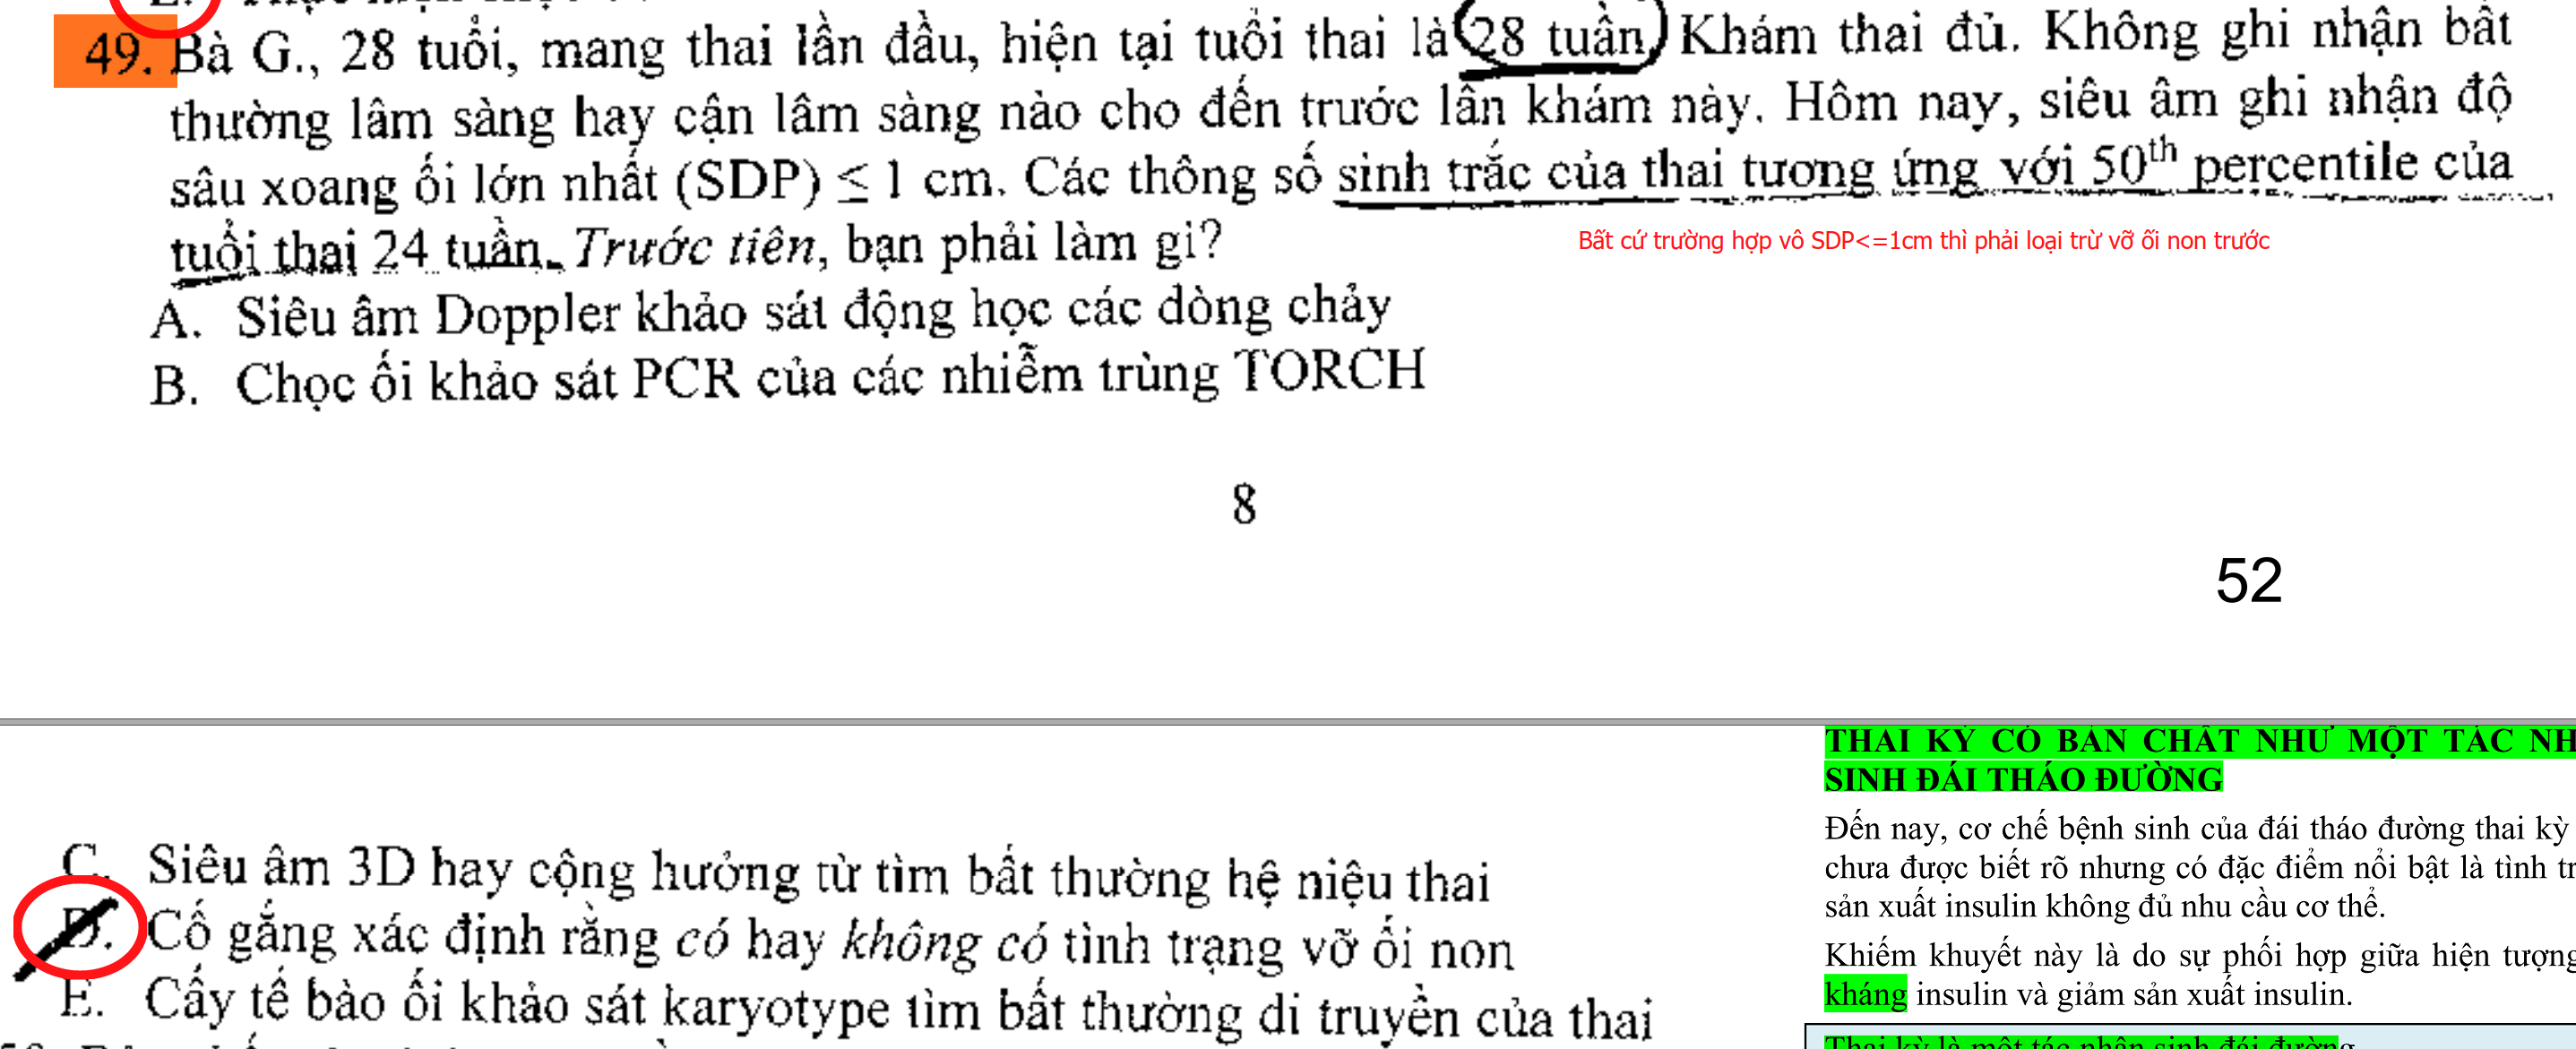 49. Bà G., 28 tuổi, mang thai lần đầu, hiện tại tuổi thai là 28 tuần, Khám thai đủ. Không ghi nhận bất
thường lâm sàng hay cận lâm sàng nào cho đến trước lần khám này. Hôm nay, siêu âm ghi nhận độ
sâu xoang ối lớn nhất (SDP) ≤ 1 cm. Các thông số sinh trắc của thai tương ứng với 50th percentile của
tuổi thai 24 tuần. Trước tiên, bạn phải làm gì?
Bất cứ trường hợp vô SDP<=1cm thì phải loại trừ vỡ ối non trước
A. Siêu âm Doppler khảo sát động học các dòng chảy
B. Chọc ối khảo sát PCR của các nhiễm trùng TORCH
8
52
C. Siêu âm 3D hay cộng hưởng từ tìm bất thường hệ niệu thai
D. Cố gắng xác định rằng có hay không có tình trạng vỡ ối non
E. Cấy tế bào ối khảo sát karyotype tìm bất thường di truyền của thai
THAI KỲ CÓ BẢN CHẤT NHƯ MỘT TÁC NH
SINH ĐÁI THÁO ĐƯỜNG
Đến nay, cơ chế bệnh sinh của đái tháo đường thai kỳ
chưa được biết rõ nhưng có đặc điểm nổi bật là tình tr
sản xuất insulin không đủ nhu cầu cơ thể.
Khiếm khuyết này là do sự phối hợp giữa hiện tượng
kháng insulin và giảm sản xuất insulin.
Thai kỳ là một tác nhân sinh đái đường